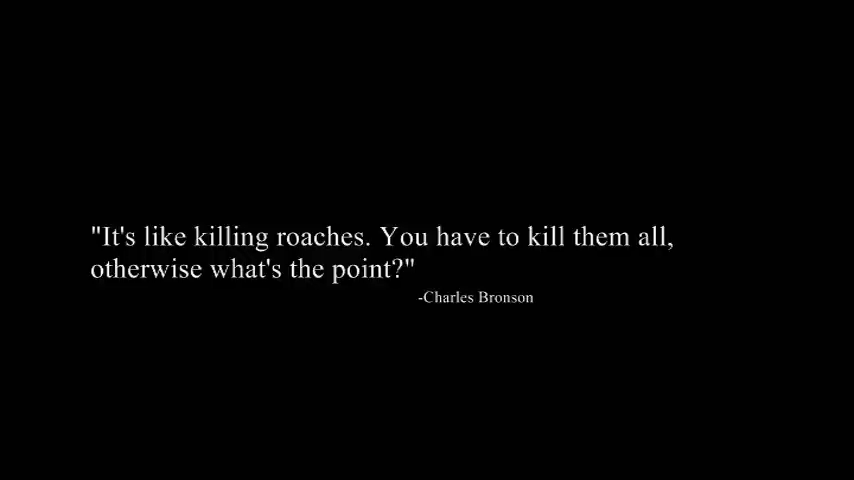 "It's like killing roaches. You have to kill them all,
otherwise what's the point?"
-Charles Bronson